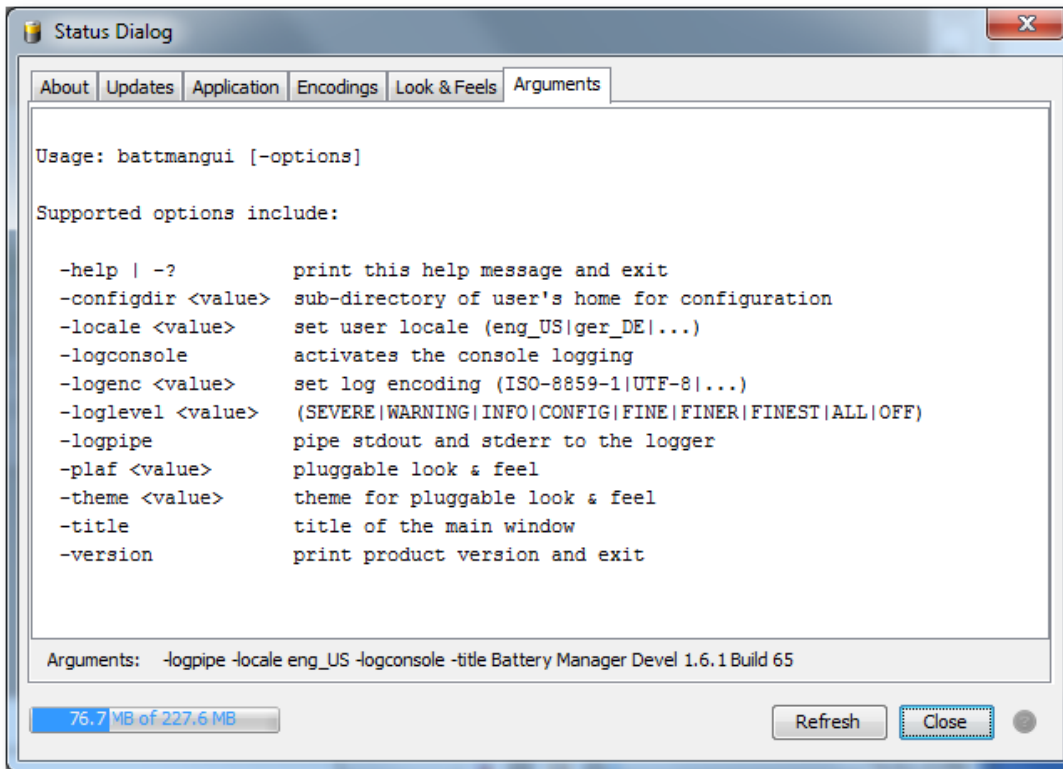 Status Dialog
About Updates Application Encodings Look & Feels Arguments
Usage: battmangui [-options]
Supported options include:
-help | -? print this help message and exit
-configdir <value> sub-directory of user's home for configuration
-locale <value> set user locale (eng_US|ger_DE|...)
-logconsole activates the console logging
-logenc <value> set log encoding (ISO-8859-1|UTF-8|...)
-loglevel <value> (SEVERE|WARNING|INFO|CONFIG|FINE|FINER|FINEST|ALL|OFF)
-logpipe pipe stdout and stderr to the logger
-plaf <value> pluggable look & feel
-theme <value> theme for pluggable look & feel
-title title of the main window
-version print product version and exit
Arguments: -logpipe -locale eng_US -logconsole -title Battery Manager Devel 1.6.1 Build 65
76.7 MB of 227.6 MB Refresh Close ?